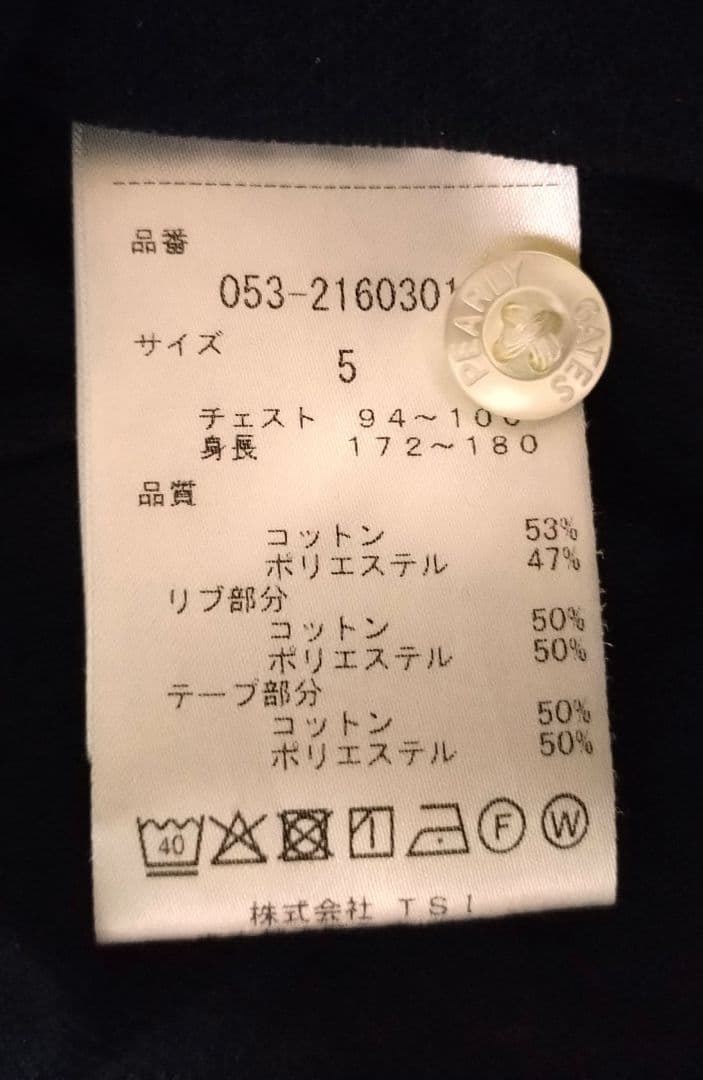 品番
053-2160301
サイズ
5
PEARLY GATES
チェスト 94～100
身長 172～180
品質
コットン 53%
ポリエステル 47%
リブ部分
コットン 50%
ポリエステル 50%
テープ部分
コットン 50%
ポリエステル 50%
40 F W
株式会社 TSI